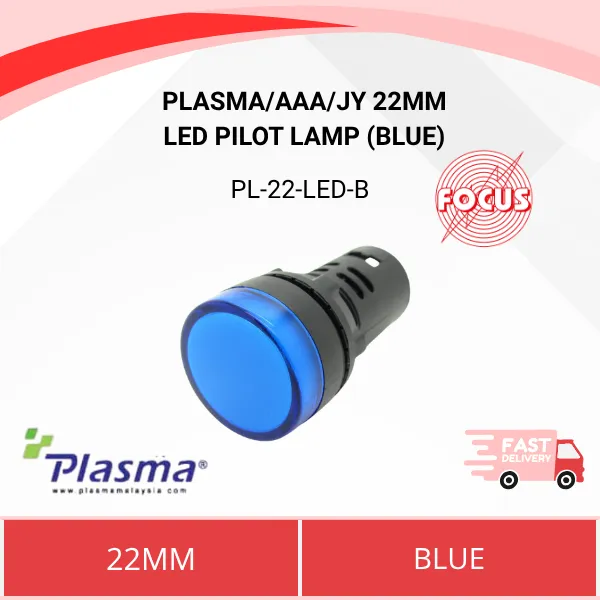 PLASMA/AAA/JY 22MM
LED PILOT LAMP (BLUE)
PL-22-LED-B
FOCUS
FAST
DELIVERY
Plasma®
www.plasmamalaysia.com
22MM
BLUE